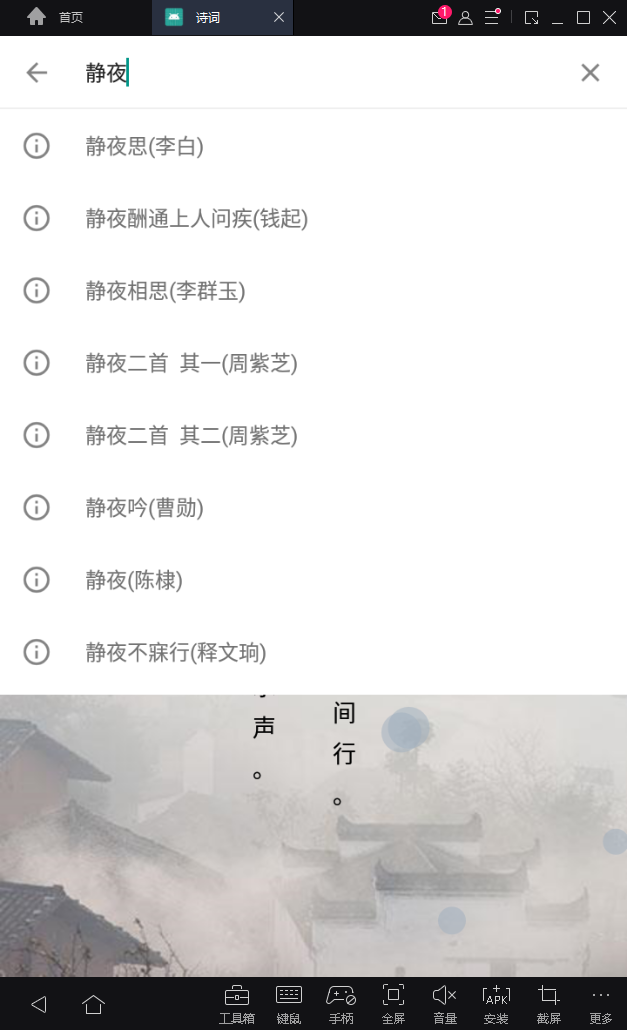 首页
诗词
1
静夜
静夜思(李白)
静夜酬通上人问疾(钱起)
静夜相思(李群玉)
静夜二首  其一(周紫芝)
静夜二首  其二(周紫芝)
静夜吟(曹勋)
静夜(陈棣)
静夜不寐行(释文珦)
间行。
声。
工具箱
键鼠
手柄
全屏
音量
APK
安装
截屏
更多